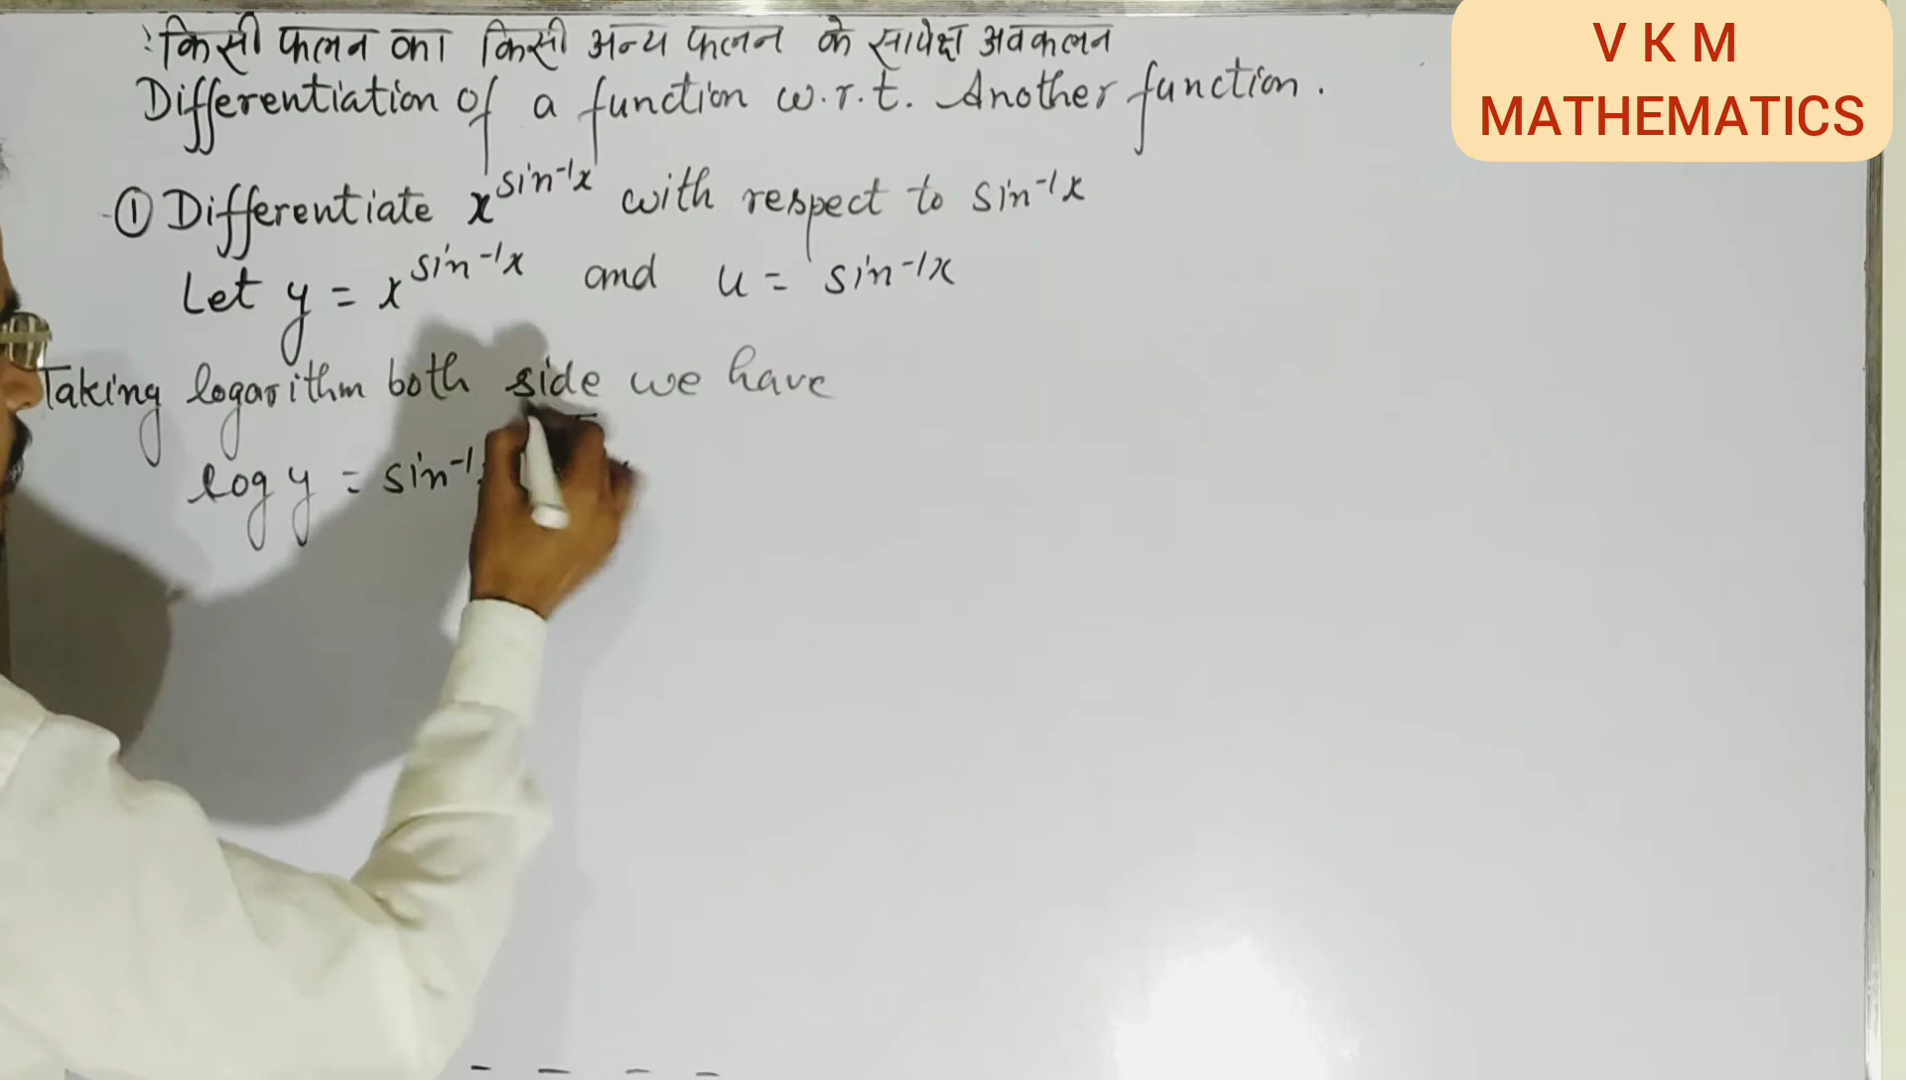 किसी फलन का किसी अन्य फलन के सापेक्ष अवकलन
Differentiation of a function w.r.t. Another function.
① Differentiate x^sin⁻¹x with respect to sin⁻¹x
Let y = x^sin⁻¹x and u = sin⁻¹x
Taking logarithm both side we have
log y = sin⁻¹
V K M
MATHEMATICS